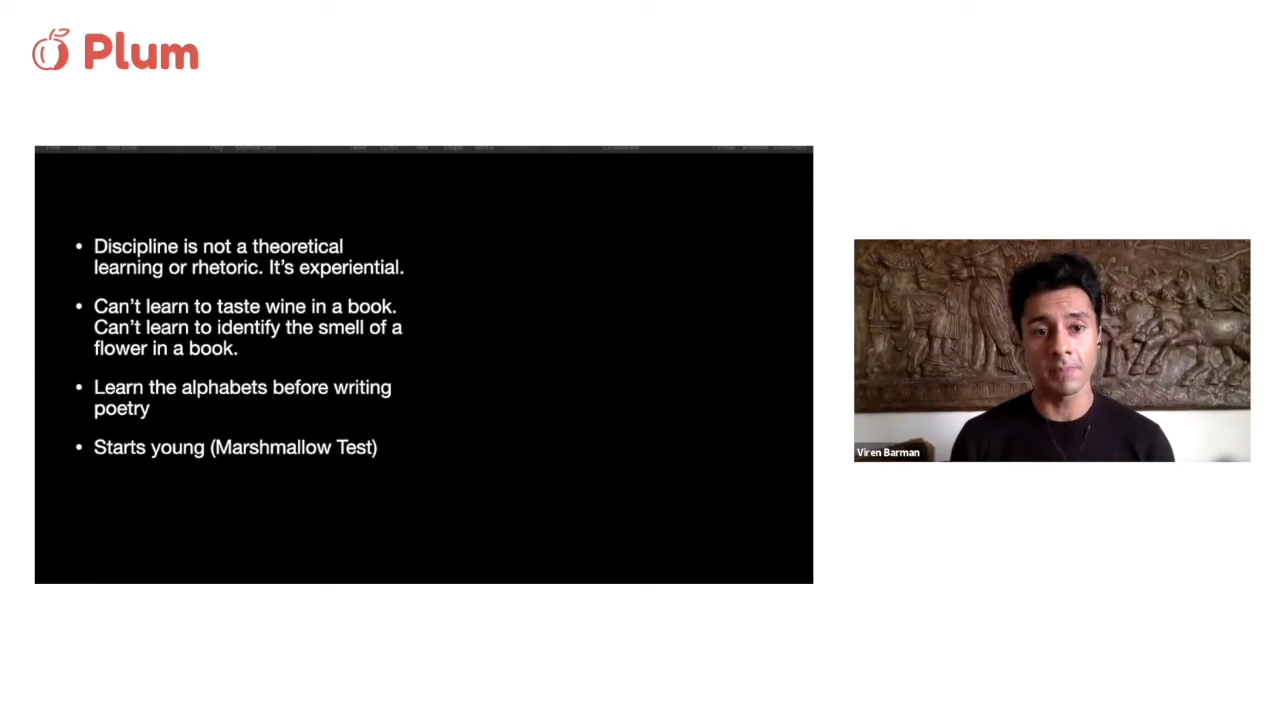 Plum
• Discipline is not a theoretical
learning or rhetoric. It's experiential.
• Can't learn to taste wine in a book.
Can't learn to identify the smell of a
flower in a book.
• Learn the alphabets before writing
poetry
• Starts young (Marshmallow Test)
Viren Barman